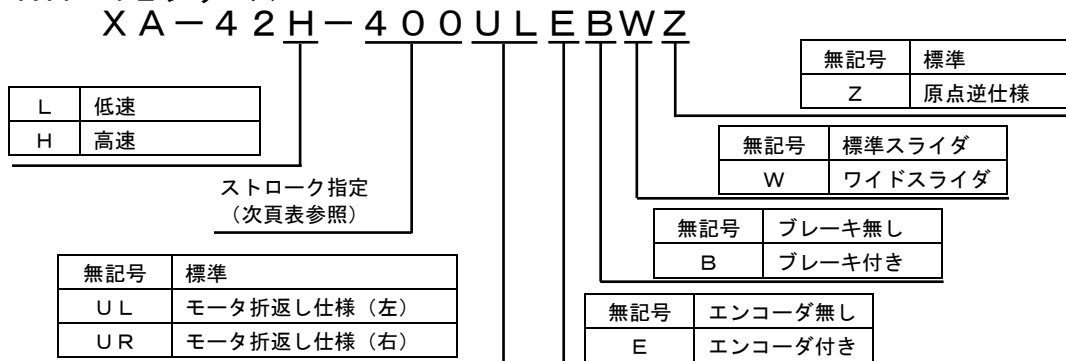 XA-42H-400ULEBWZ
無記号 標準
Z 原点逆仕様
L 低速
H 高速
無記号 標準スライダ
W ワイドスライダ
ストローク指定
(次頁表参照)
無記号 ブレーキ無し
B ブレーキ付き
無記号 標準
UL モータ折返し仕様(左)
UR モータ折返し仕様(右)
無記号 エンコーダ無し
E エンコーダ付き